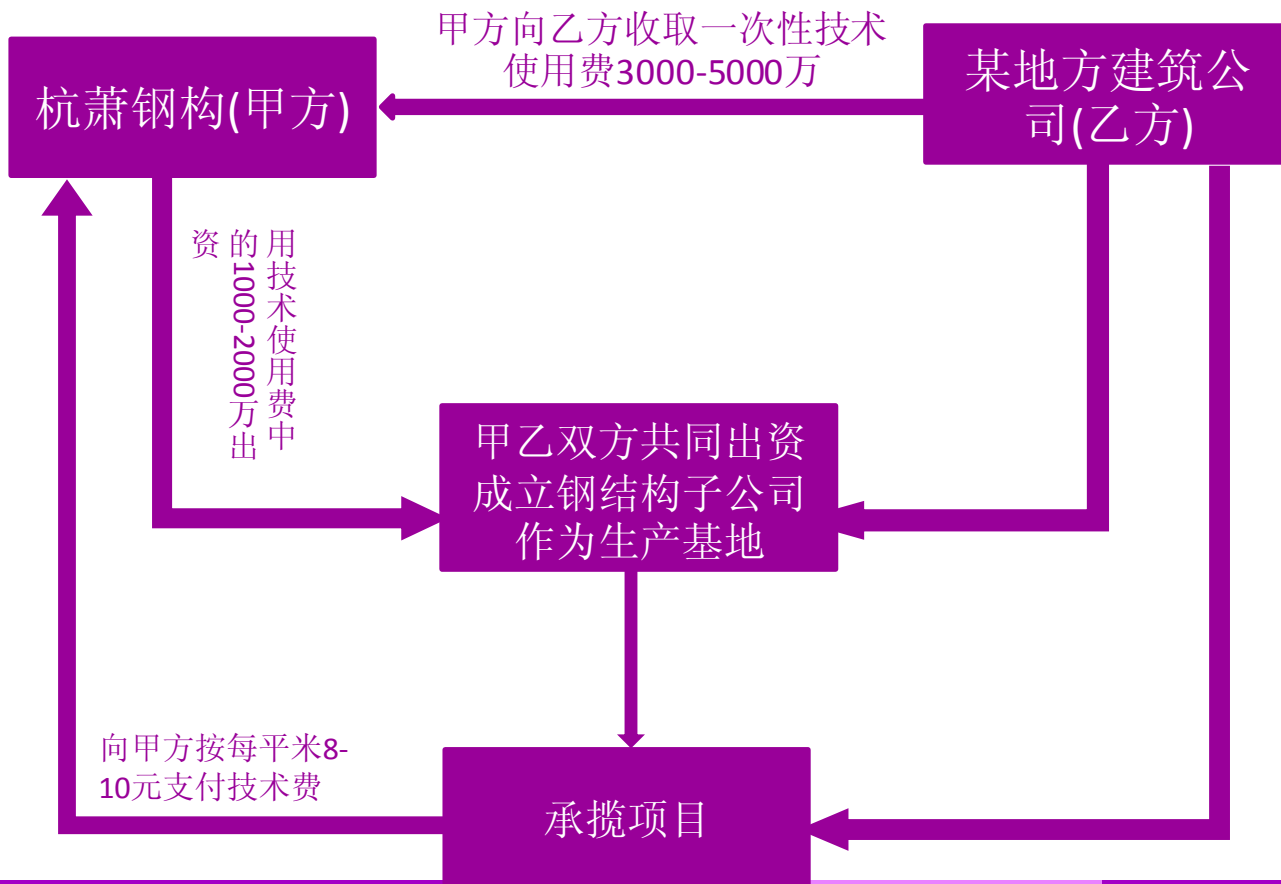 甲方向乙方收取一次性技术
使用费3000-5000万
杭萧钢构(甲方)
某地方建筑公
司(乙方)
用技术使用费中
的1000-2000万出
资
甲乙双方共同出资
成立钢结构子公司
作为生产基地
向甲方按每平米8-
10元支付技术费
承揽项目